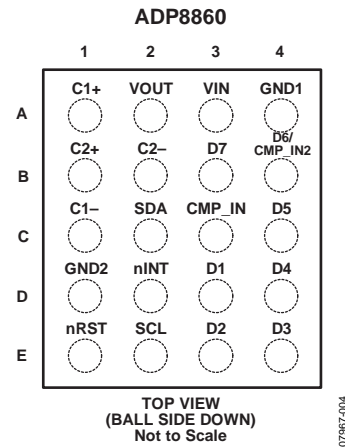 ADP8860
1 2 3 4
A
C1+ VOUT VIN GND1
B
C2+ C2– D7 D6/
CMP_IN2
C
C1– SDA CMP_IN D5
D
GND2 nINT D1 D4
E
nRST SCL D2 D3
TOP VIEW
(BALL SIDE DOWN)
Not to Scale
07967-004